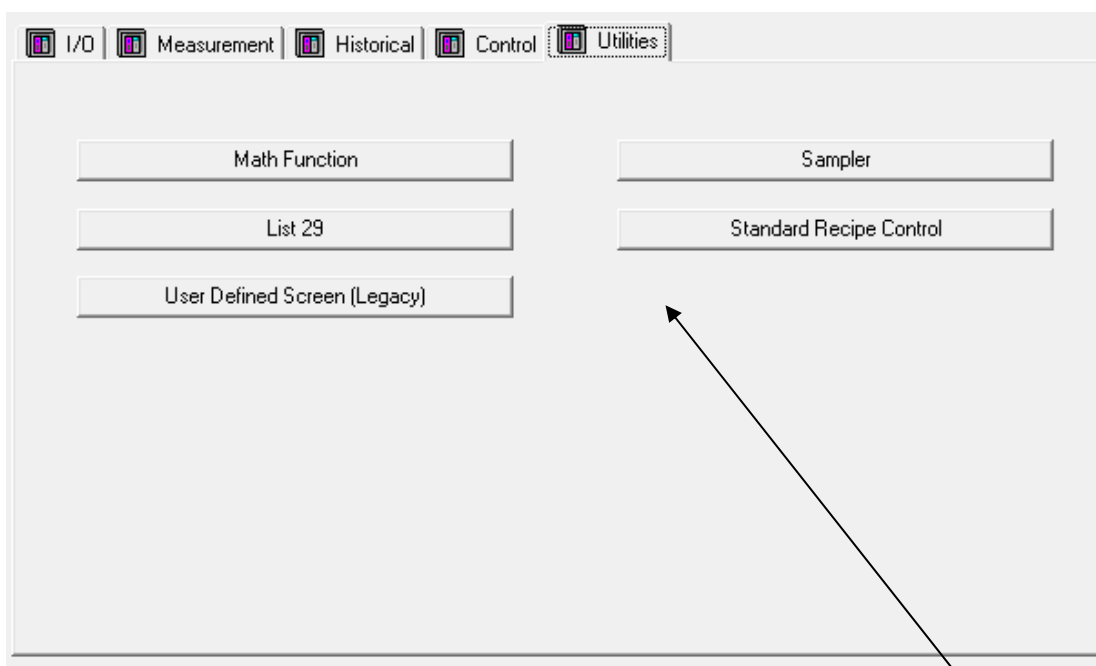 I/O Measurement Historical Control Utilities
Math Function
Sampler
List 29
Standard Recipe Control
User Defined Screen (Legacy)